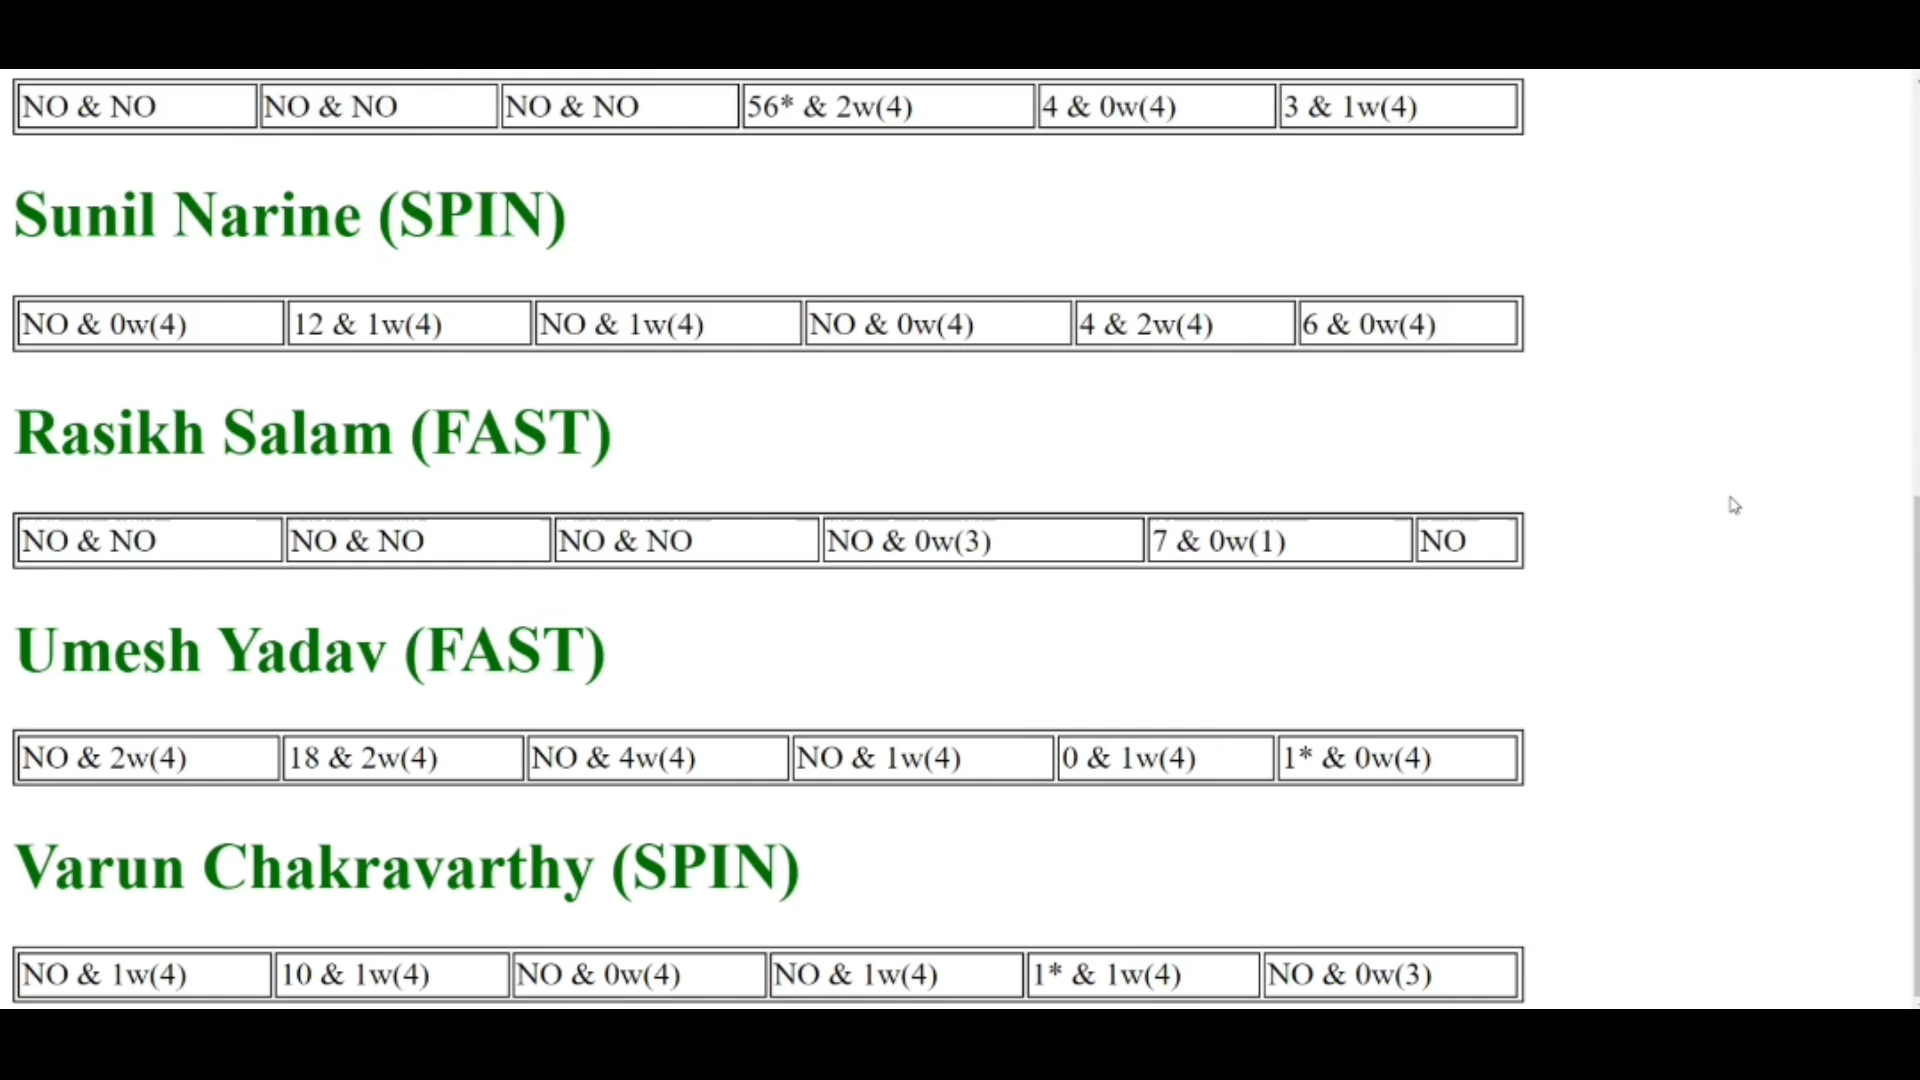 NO & NO NO & NO NO & NO 56* & 2w(4) 4 & 0w(4) 3 & 1w(4)
Sunil Narine (SPIN)
NO & 0w(4) 12 & 1w(4) NO & 1w(4) NO & 0w(4) 4 & 2w(4) 6 & 0w(4)
Rasikh Salam (FAST)
NO & NO NO & NO NO & NO NO & 0w(3) 7 & 0w(1) NO
Umesh Yadav (FAST)
NO & 2w(4) 18 & 2w(4) NO & 4w(4) NO & 1w(4) 0 & 1w(4) 1* & 0w(4)
Varun Chakravarthy (SPIN)
NO & 1w(4) 10 & 1w(4) NO & 0w(4) NO & 1w(4) 1* & 1w(4) NO & 0w(3)